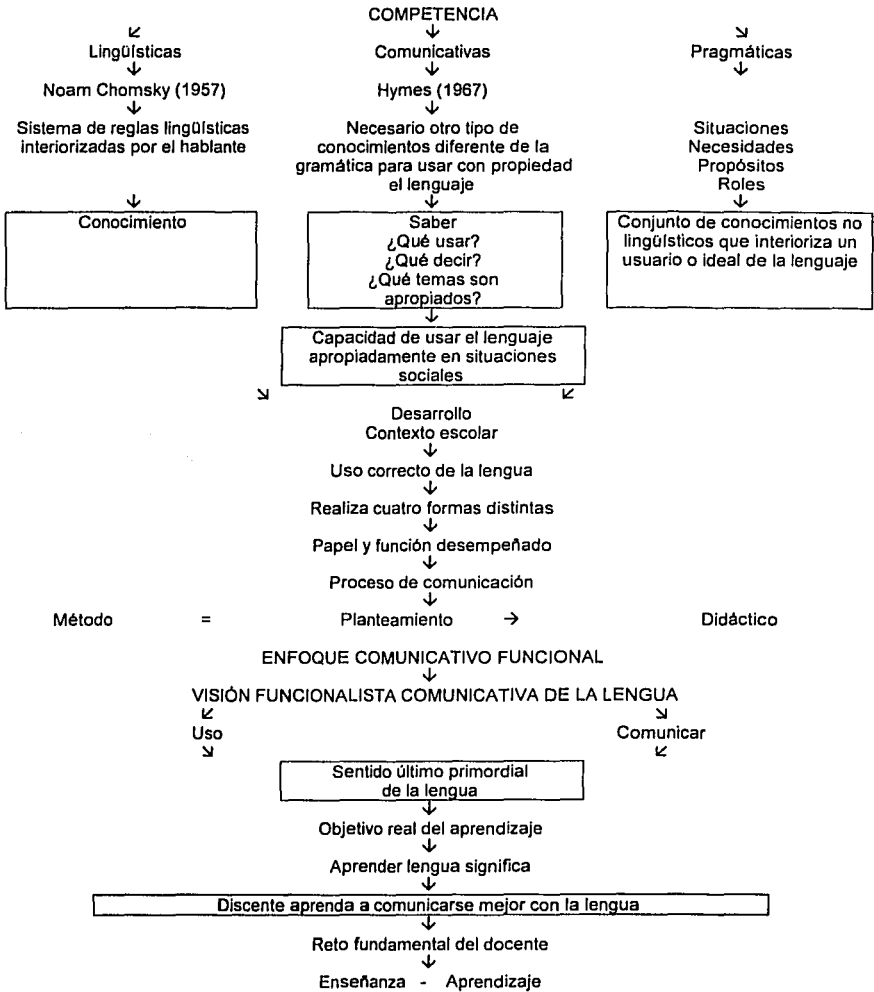 COMPETENCIA
↙ ↓ ↘
Lingüísticas Comunicativas Pragmáticas
↓ ↓ ↓
Noam Chomsky (1957) Hymes (1967)
↓ ↓
Sistema de reglas lingüísticas
interiorizadas por el hablante
Necesario otro tipo de
conocimientos diferente de la
gramática para usar con propiedad
el lenguaje
Situaciones
Necesidades
Propósitos
Roles
↓ ↓ ↓
Conocimiento
Saber
¿Qué usar?
¿Qué decir?
¿Qué temas son
apropiados?
Conjunto de conocimientos no
lingüísticos que interioriza un
usuario o ideal de la lenguaje
↓
Capacidad de usar el lenguaje
apropiadamente en situaciones
sociales
↘ ↙
Desarrollo
Contexto escolar
↓
Uso correcto de la lengua
↓
Realiza cuatro formas distintas
↓
Papel y función desempeñado
↓
Proceso de comunicación
↓
Método = Planteamiento → Didáctico
ENFOQUE COMUNICATIVO FUNCIONAL
↓
VISIÓN FUNCIONALISTA COMUNICATIVA DE LA LENGUA
↙ ↘
Uso Comunicar
↘ ↙
Sentido último primordial
de la lengua
↓
Objetivo real del aprendizaje
↓
Aprender lengua significa
↓
Discente aprenda a comunicarse mejor con la lengua
↓
Reto fundamental del docente
↓
Enseñanza - Aprendizaje